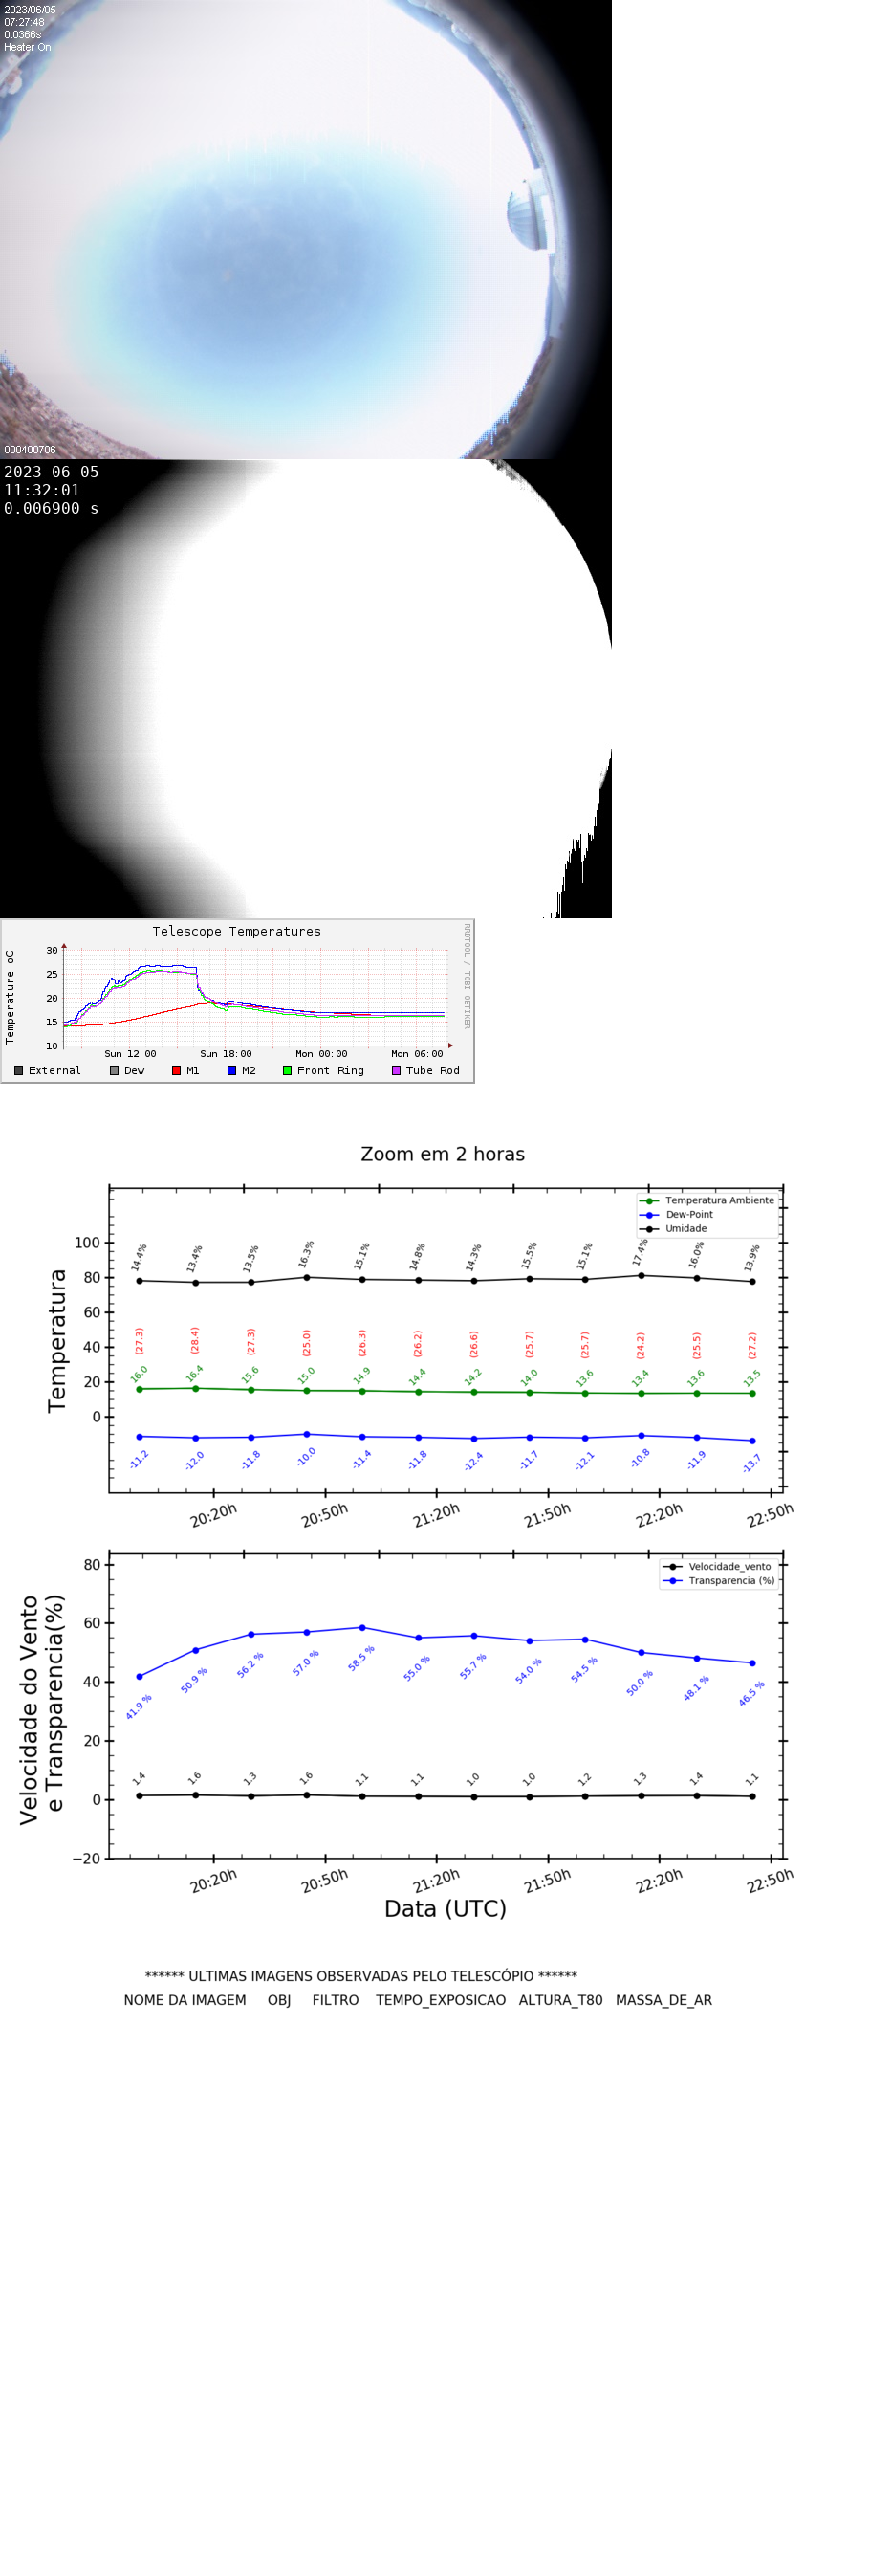 2023/06/05
07:27:48
0.0366s
Heater On
000400706
2023-06-05
11:32:01
0.006900 s
Telescope Temperatures
RRDTOOL / TOBI OETIKER
Temperature oC
30
25
20
15
10
Sun 12:00 Sun 18:00 Mon 00:00 Mon 06:00
External Dew M1 M2 Front Ring Tube Rod
Zoom em 2 horas
Temperatura Ambiente
Dew-Point
Umidade
Temperatura
100
80
60
40
20
0
14.4% 13.4% 13.5% 16.3% 15.1% 14.8% 14.3% 15.5% 15.1% 17.4% 16.0% 13.9%
(27.3) (28.4) (27.3) (25.0) (26.3) (26.2) (26.6) (25.7) (25.7) (24.2) (25.5) (27.2)
16.0 16.4 15.6 15.0 14.9 14.4 14.2 14.0 13.6 13.4 13.6 13.5
-11.2 -12.0 -11.8 -10.0 -11.4 -11.8 -12.4 -11.7 -12.1 -10.8 -11.9 -13.7
20:20h 20:50h 21:20h 21:50h 22:20h 22:50h
Velocidade_vento
Transparencia (%)
Velocidade do Vento
e Transparencia(%)
80
60
40
20
0
−20
41.9 % 50.9 % 56.2 % 57.0 % 58.5 % 55.0 % 55.7 % 54.0 % 54.5 % 50.0 % 48.1 % 46.5 %
1.4 1.6 1.3 1.6 1.1 1.1 1.0 1.0 1.2 1.3 1.4 1.1
20:20h 20:50h 21:20h 21:50h 22:20h 22:50h
Data (UTC)
****** ULTIMAS IMAGENS OBSERVADAS PELO TELESCÓPIO ******
NOME DA IMAGEM OBJ FILTRO TEMPO_EXPOSICAO ALTURA_T80 MASSA_DE_AR